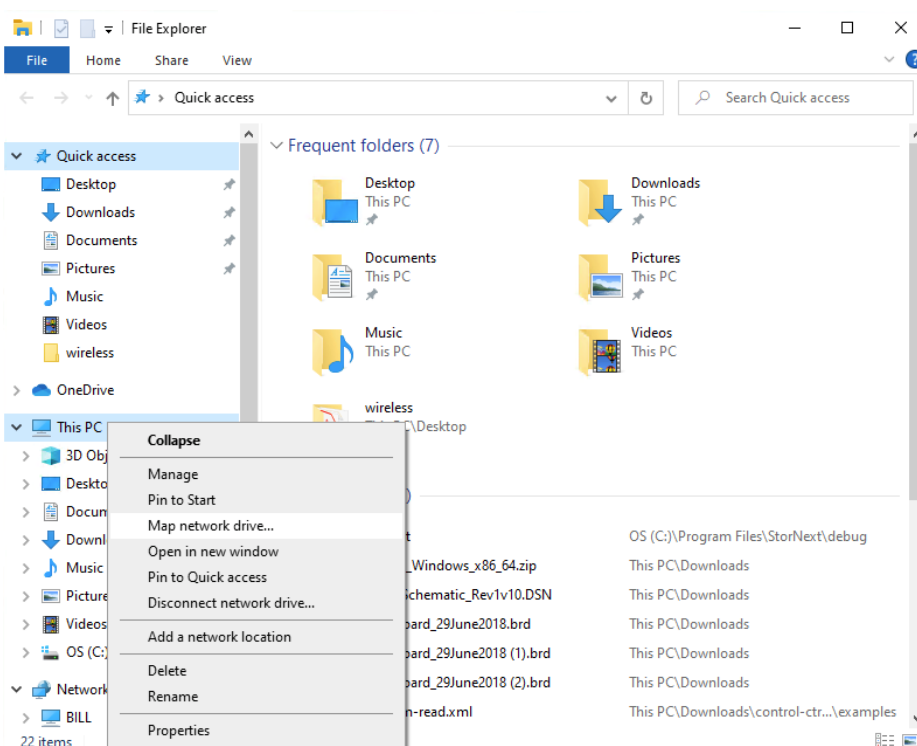 File Explorer
File Home Share View
Quick access
Search Quick access
Quick access
Desktop
Downloads
Documents
Pictures
Music
Videos
wireless
OneDrive
This PC
3D Obj
Deskto
Docum
Downl
Music
Picture
Videos
OS (C:)
Network
BILL
22 items
Frequent folders (7)
Desktop
This PC
Downloads
This PC
Documents
This PC
Pictures
This PC
Music
This PC
Videos
This PC
wireless
\Desktop
Collapse
Manage
Pin to Start
Map network drive...
Open in new window
Pin to Quick access
Disconnect network drive...
Add a network location
Delete
Rename
Properties
OS (C:)\Program Files\StorNext\debug
_Windows_x86_64.zip This PC\Downloads
Schematic_Rev1v10.DSN This PC\Downloads
oard_29June2018.brd This PC\Downloads
oard_29June2018 (1).brd This PC\Downloads
oard_29June2018 (2).brd This PC\Downloads
n-read.xml This PC\Downloads\control-ctr...\examples